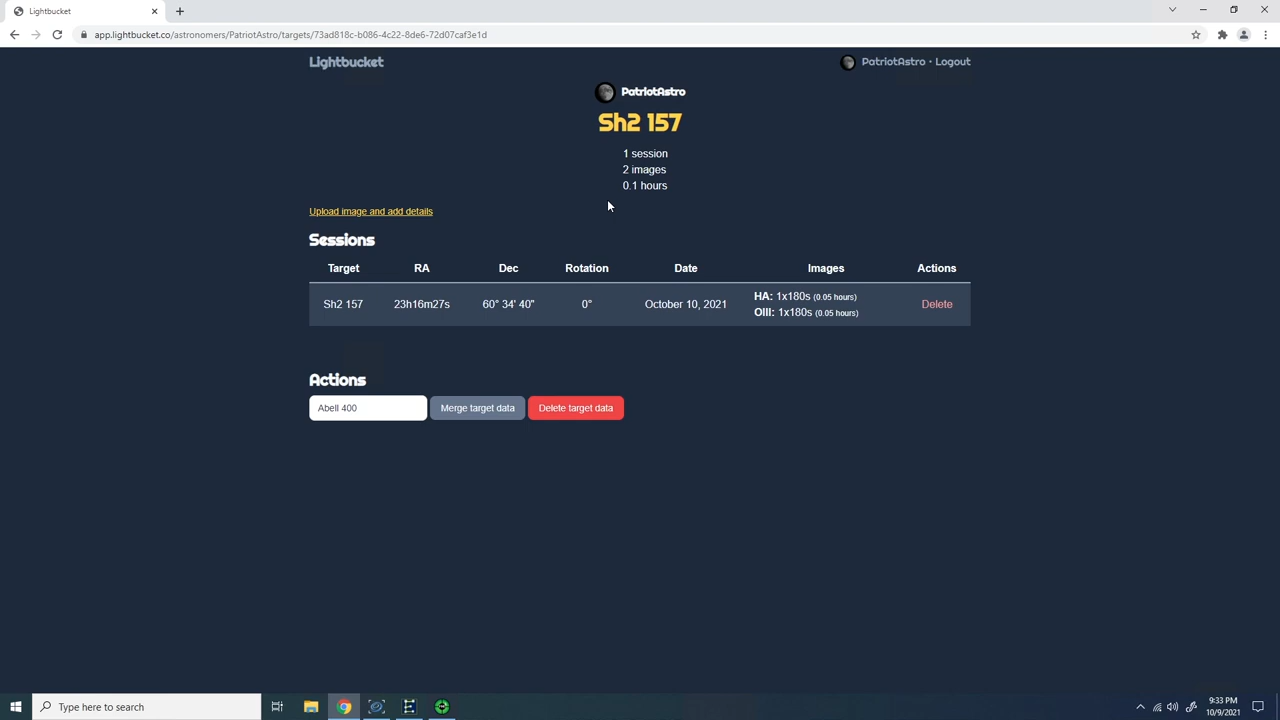 Lightbucket
app.lightbucket.co/astronomers/PatriotAstro/targets/73ad818c-b086-4c22-8de6-72d07caf3e1d
Lightbucket
PatriotAstro • Logout
PatriotAstro
Sh2 157
1 session
2 images
0.1 hours
Upload image and add details
Sessions
Target RA Dec Rotation Date Images Actions
Sh2 157 23h16m27s 60° 34' 40" 0° October 10, 2021 HA: 1x180s (0.05 hours) Delete
OIII: 1x180s (0.05 hours)
Actions
Abell 400 Merge target data Delete target data
Type here to search
9:33 PM
10/9/2021